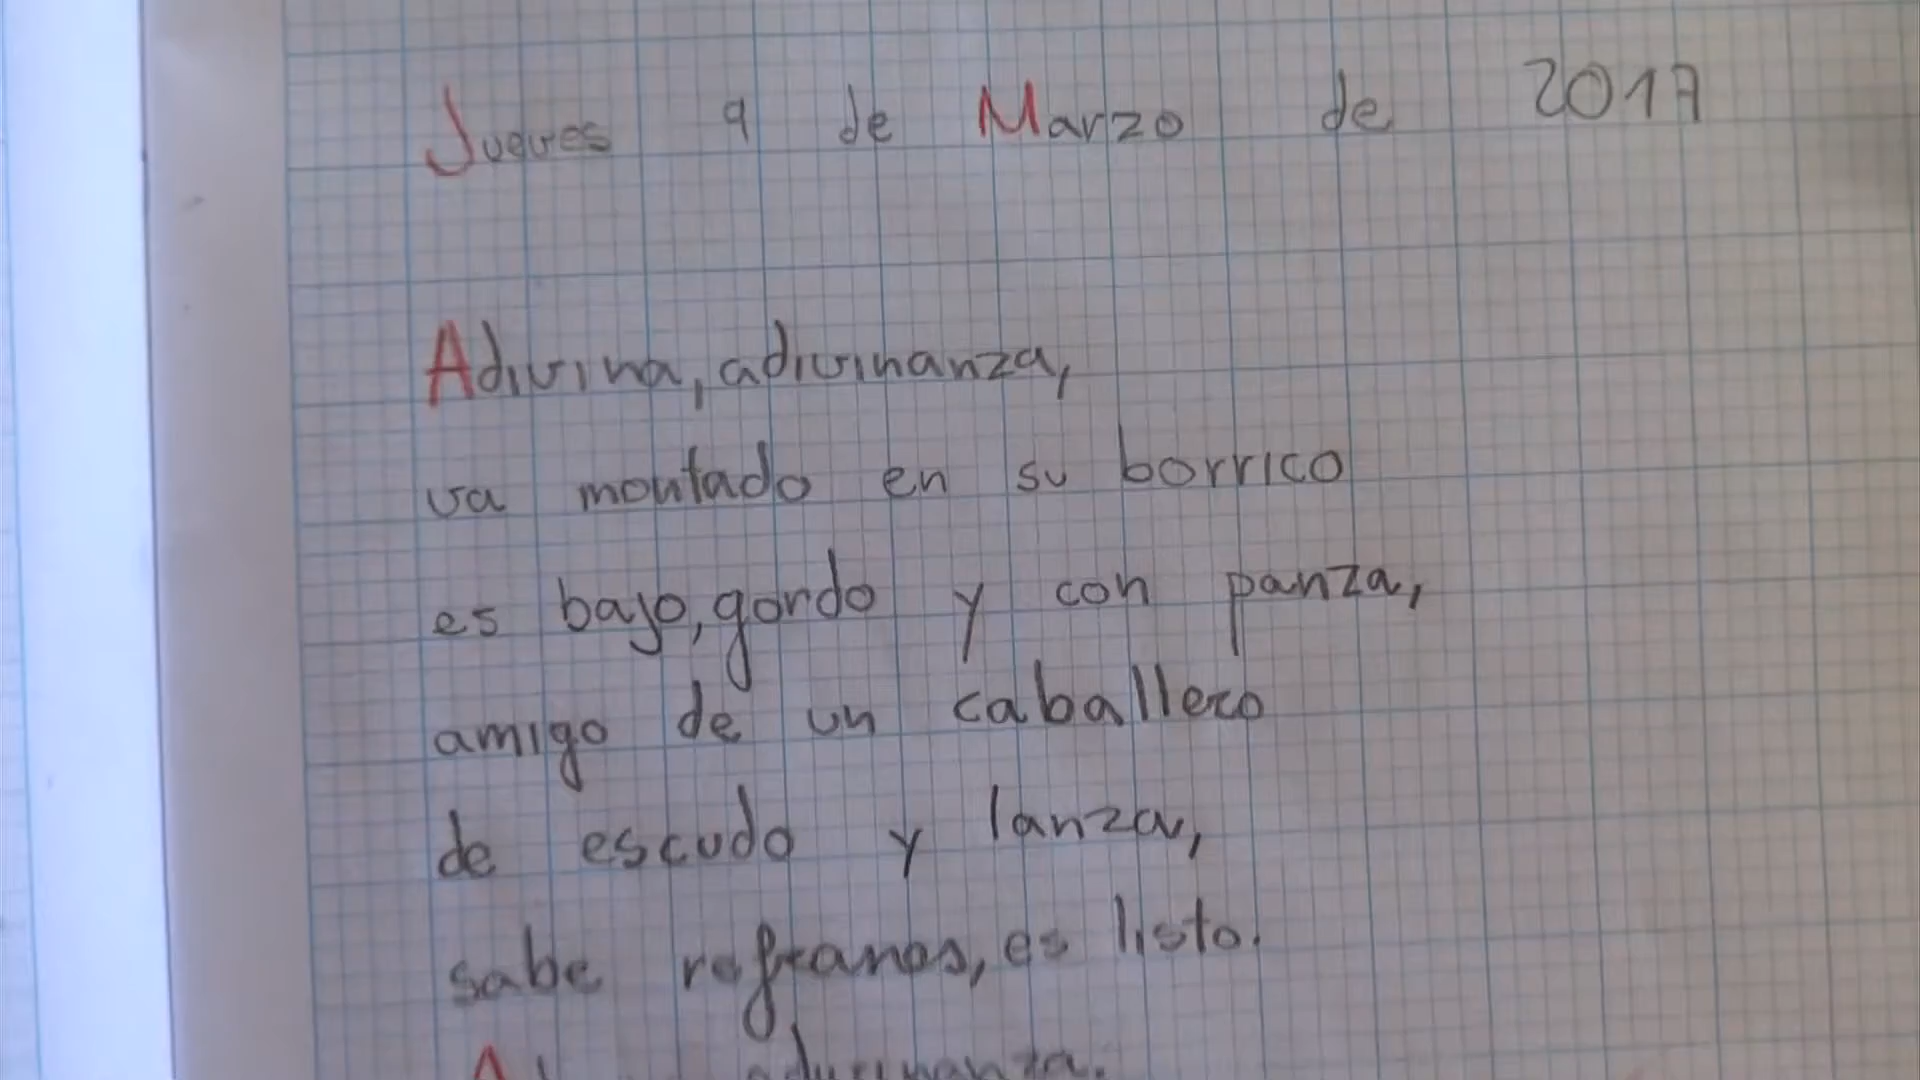 Jueves 9 de Marzo de 2017
Adivina, adivinanza,
va montado en su borrico
es bajo, gordo y con panza,
amigo de un caballero
de escudo y lanza,
sabe refranes, es listo.
adivinanza.